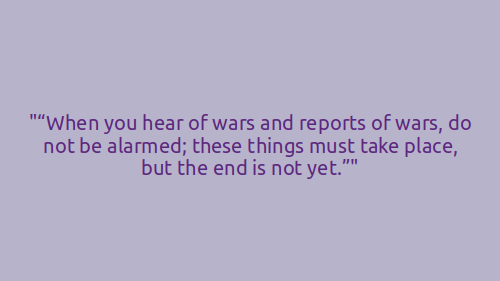 "“When you hear of wars and reports of wars, do
not be alarmed; these things must take place,
but the end is not yet.”"